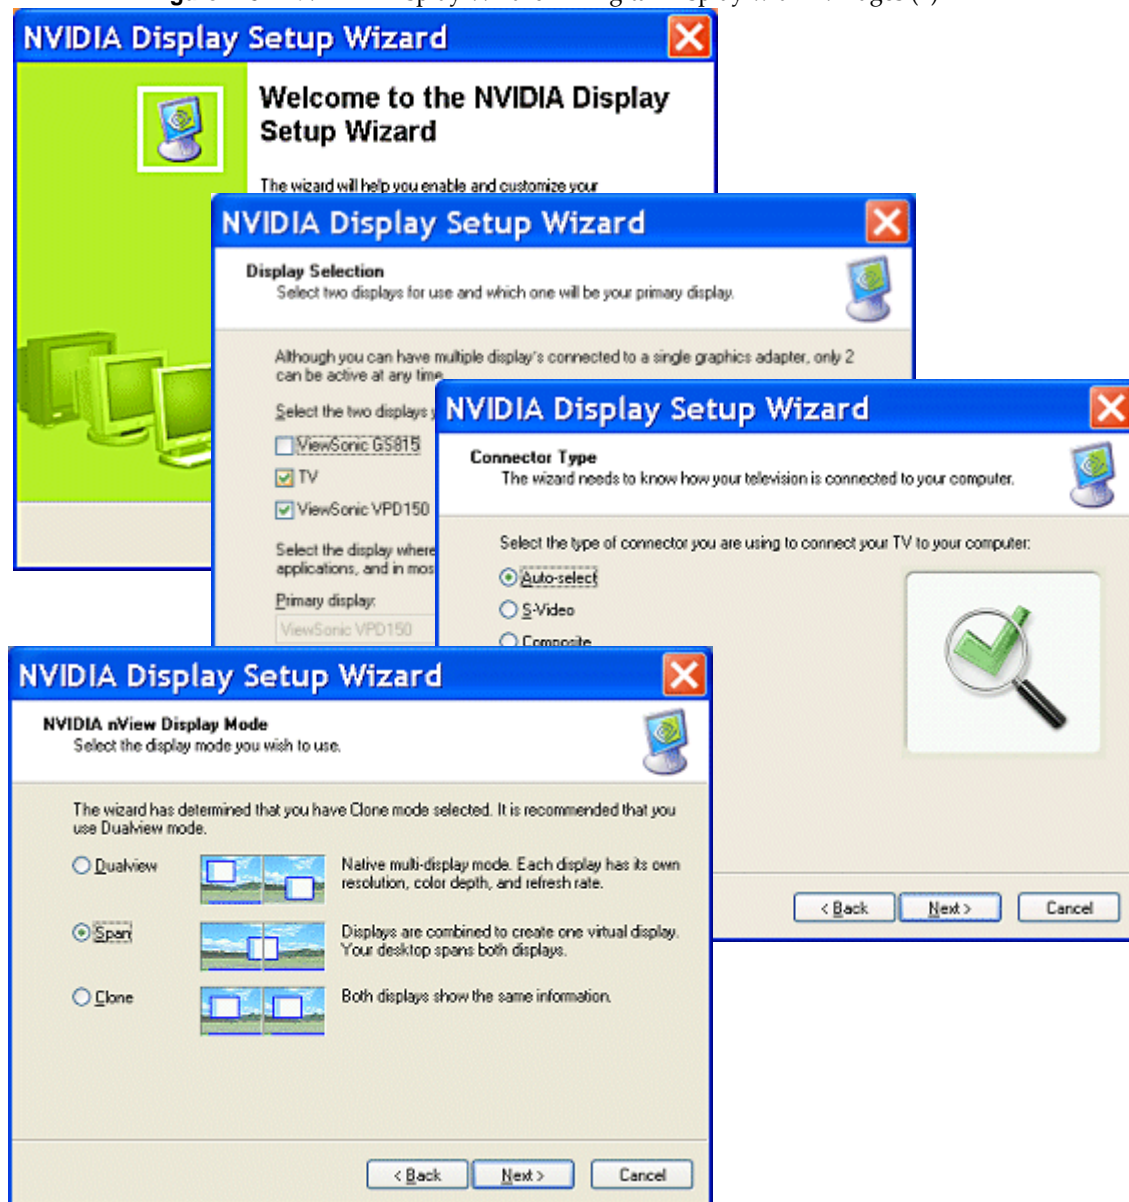 NVIDIA Display Setup Wizard
Welcome to the NVIDIA Display
Setup Wizard
The wizard will help you enable and customize your
NVIDIA Display Setup Wizard
Display Selection
Select two displays for use and which one will be your primary display.
Although you can have multiple display's connected to a single graphics adapter, only 2
can be active at any time.
Select the two displays
ViewSonic GS815
TV
ViewSonic VPD150
Select the display where
applications, and in mos
Primary display:
ViewSonic VPD150
NVIDIA Display Setup Wizard
Connector Type
The wizard needs to know how your television is connected to your computer.
Select the type of connector you are using to connect your TV to your computer:
Auto-select
S-Video
Composite
< Back
Next >
Cancel
NVIDIA Display Setup Wizard
NVIDIA nView Display Mode
Select the display mode you wish to use.
The wizard has determined that you have Clone mode selected. It is recommended that you
use Dualview mode.
Dualview
Native multi-display mode. Each display has its own
resolution, color depth, and refresh rate.
Span
Displays are combined to create one virtual display.
Your desktop spans both displays.
Clone
Both displays show the same information.
< Back
Next >
Cancel